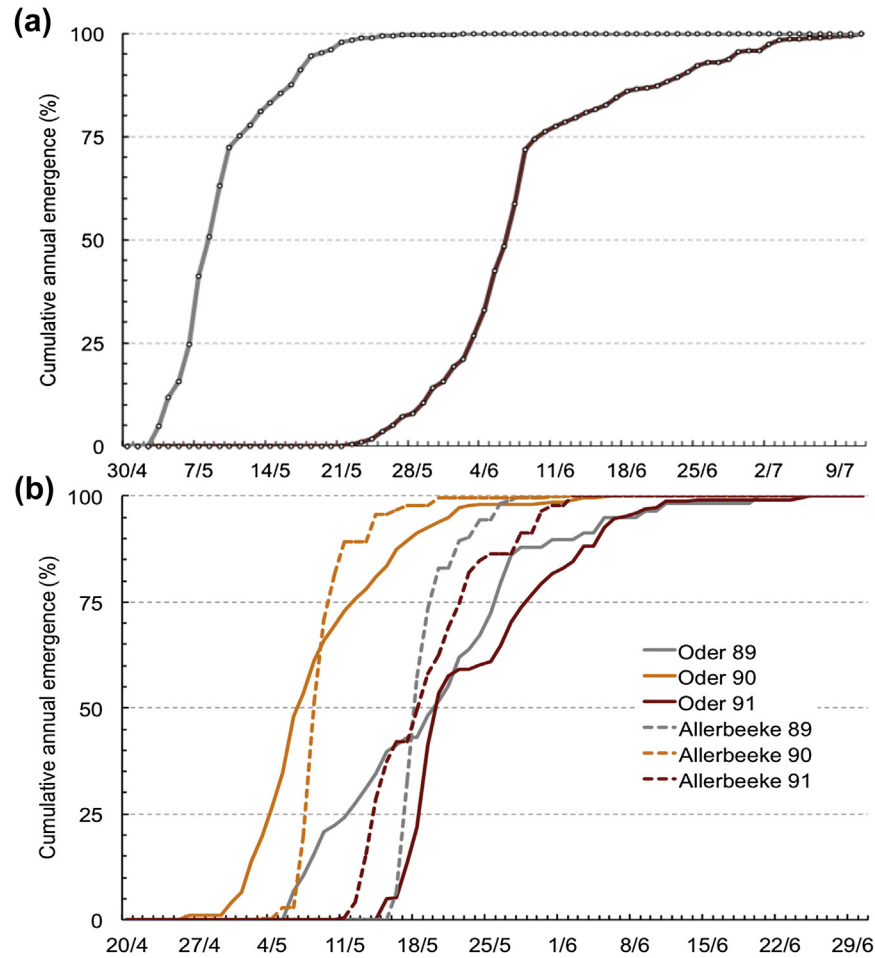 (a)
Cumulative annual emergence (%)
100
75
50
25
0
30/4 7/5 14/5 21/5 28/5 4/6 11/6 18/6 25/6 2/7 9/7
(b)
Cumulative annual emergence (%)
100
75
50
25
0
Oder 89
Oder 90
Oder 91
Allerbeeke 89
Allerbeeke 90
Allerbeeke 91
20/4 27/4 4/5 11/5 18/5 25/5 1/6 8/6 15/6 22/6 29/6